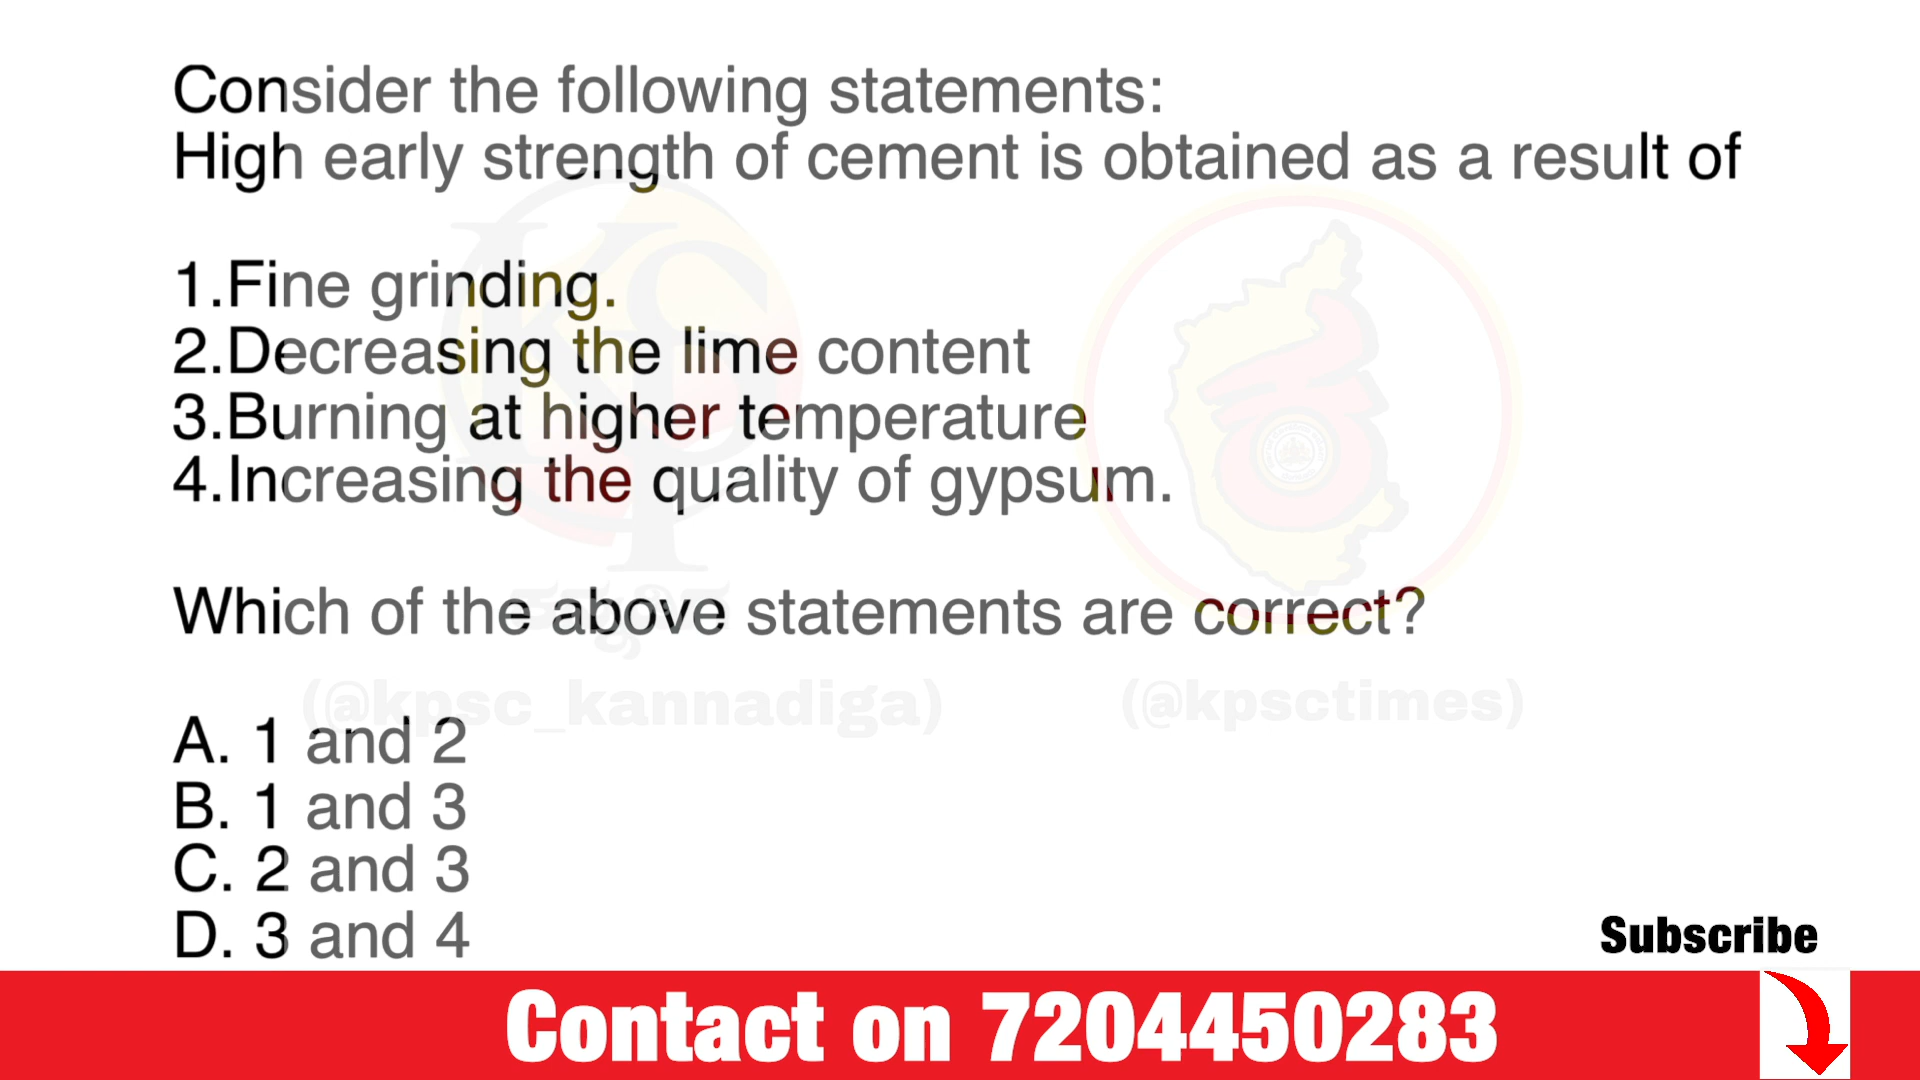 Consider the following statements:
High early strength of cement is obtained as a result of
1.Fine grinding.
2.Decreasing the lime content
3.Burning at higher temperature
4.Increasing the quality of gypsum.
Which of the above statements are correct?
(@kpsc_kannadiga)
(@kpsctimes)
A. 1 and 2
B. 1 and 3
C. 2 and 3
D. 3 and 4
Subscribe
Contact on 7204450283